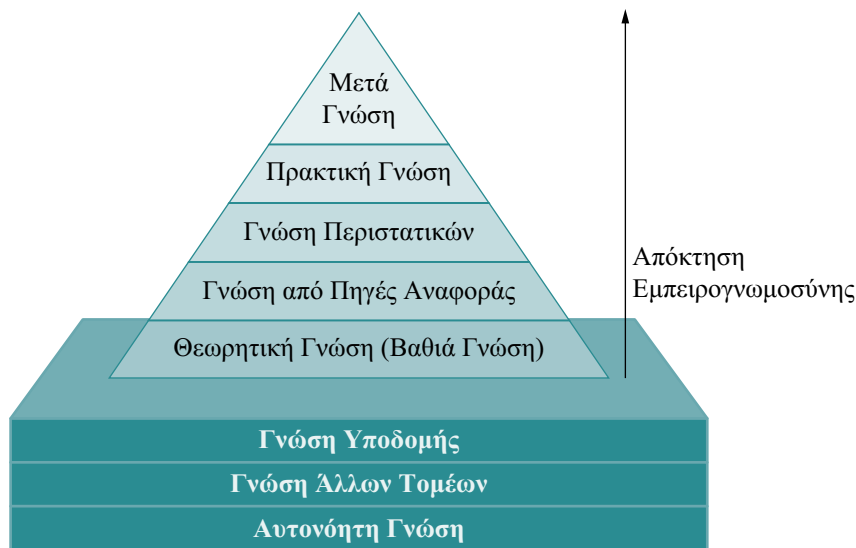 Μετά
Γνώση
Πρακτική Γνώση
Γνώση Περιστατικών
Γνώση από Πηγές Αναφοράς
Θεωρητική Γνώση (Βαθιά Γνώση)
Απόκτηση
Εμπειρογνωμοσύνης
Γνώση Υποδομής
Γνώση Άλλων Τομέων
Αυτονόητη Γνώση